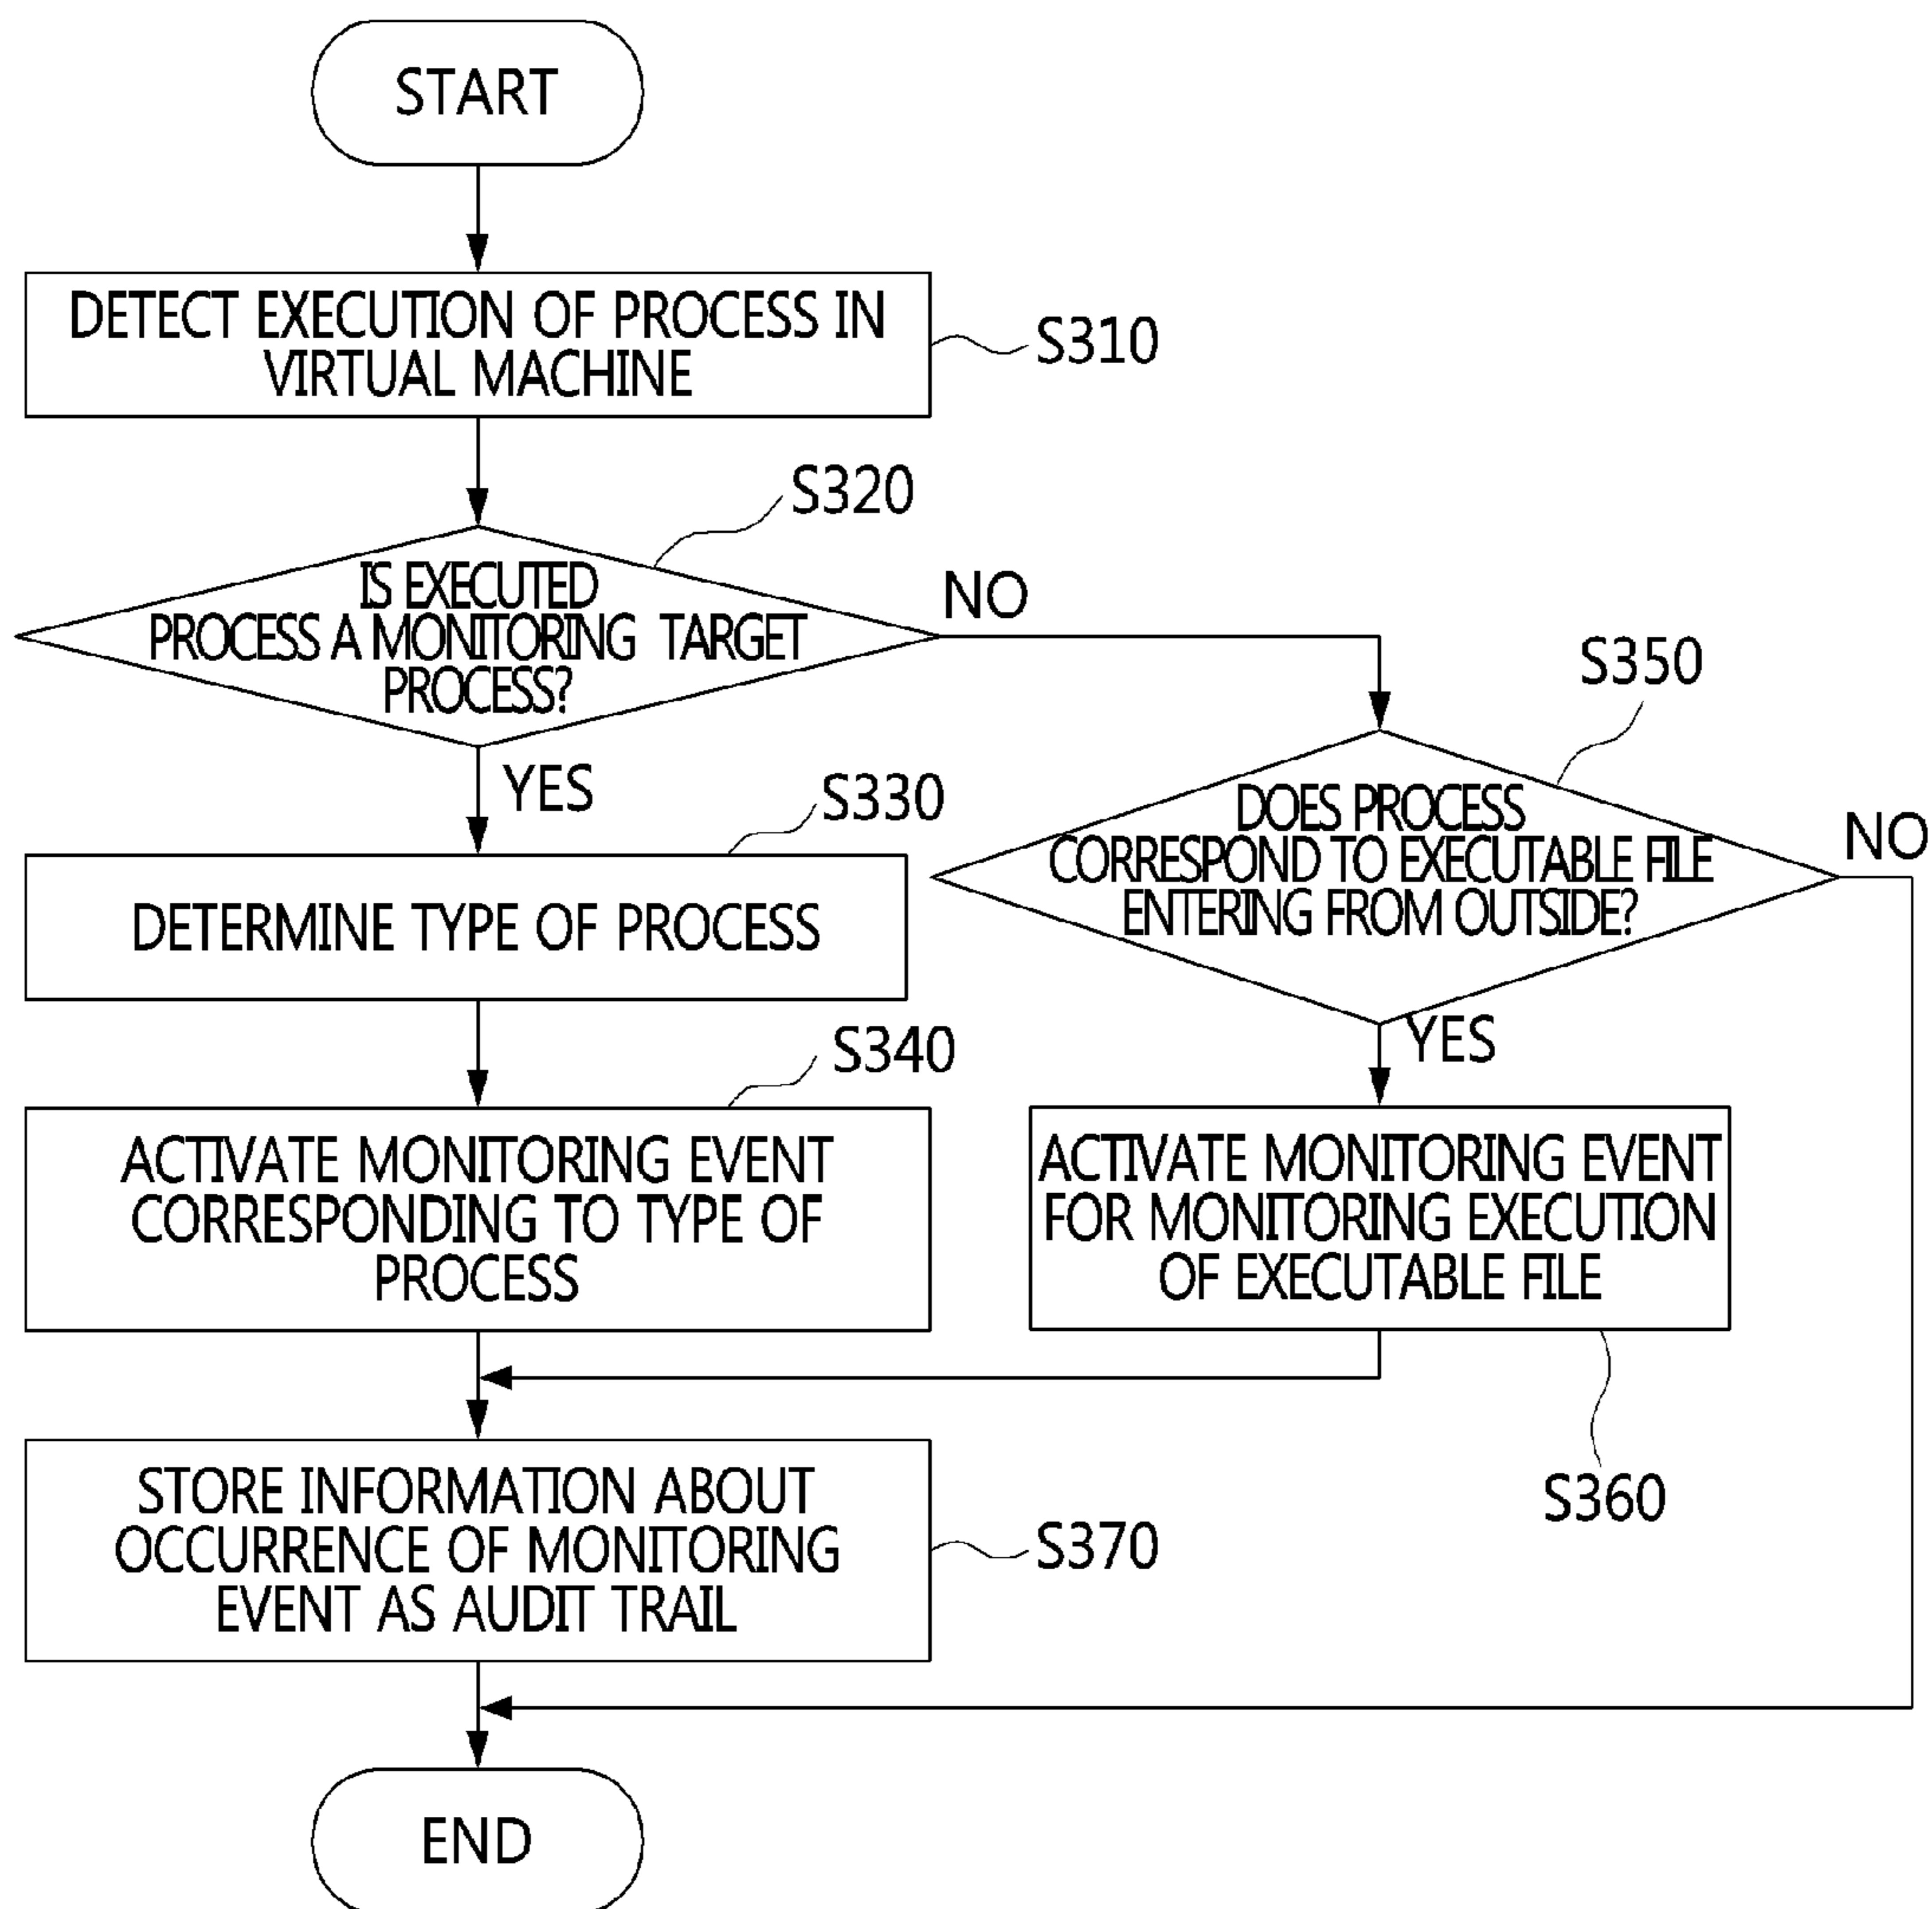 START
DETECT EXECUTION OF PROCESS IN
VIRTUAL MACHINE
S310
S320
IS EXECUTED
PROCESS A MONITORING TARGET
PROCESS?
NO
YES
S330
DETERMINE TYPE OF PROCESS
S350
DOES PROCESS
CORRESPOND TO EXECUTABLE FILE
ENTERING FROM OUTSIDE?
NO
YES
S340
ACTIVATE MONITORING EVENT
CORRESPONDING TO TYPE OF
PROCESS
ACTIVATE MONITORING EVENT
FOR MONITORING EXECUTION
OF EXECUTABLE FILE
S360
STORE INFORMATION ABOUT
OCCURRENCE OF MONITORING
EVENT AS AUDIT TRAIL
S370
END